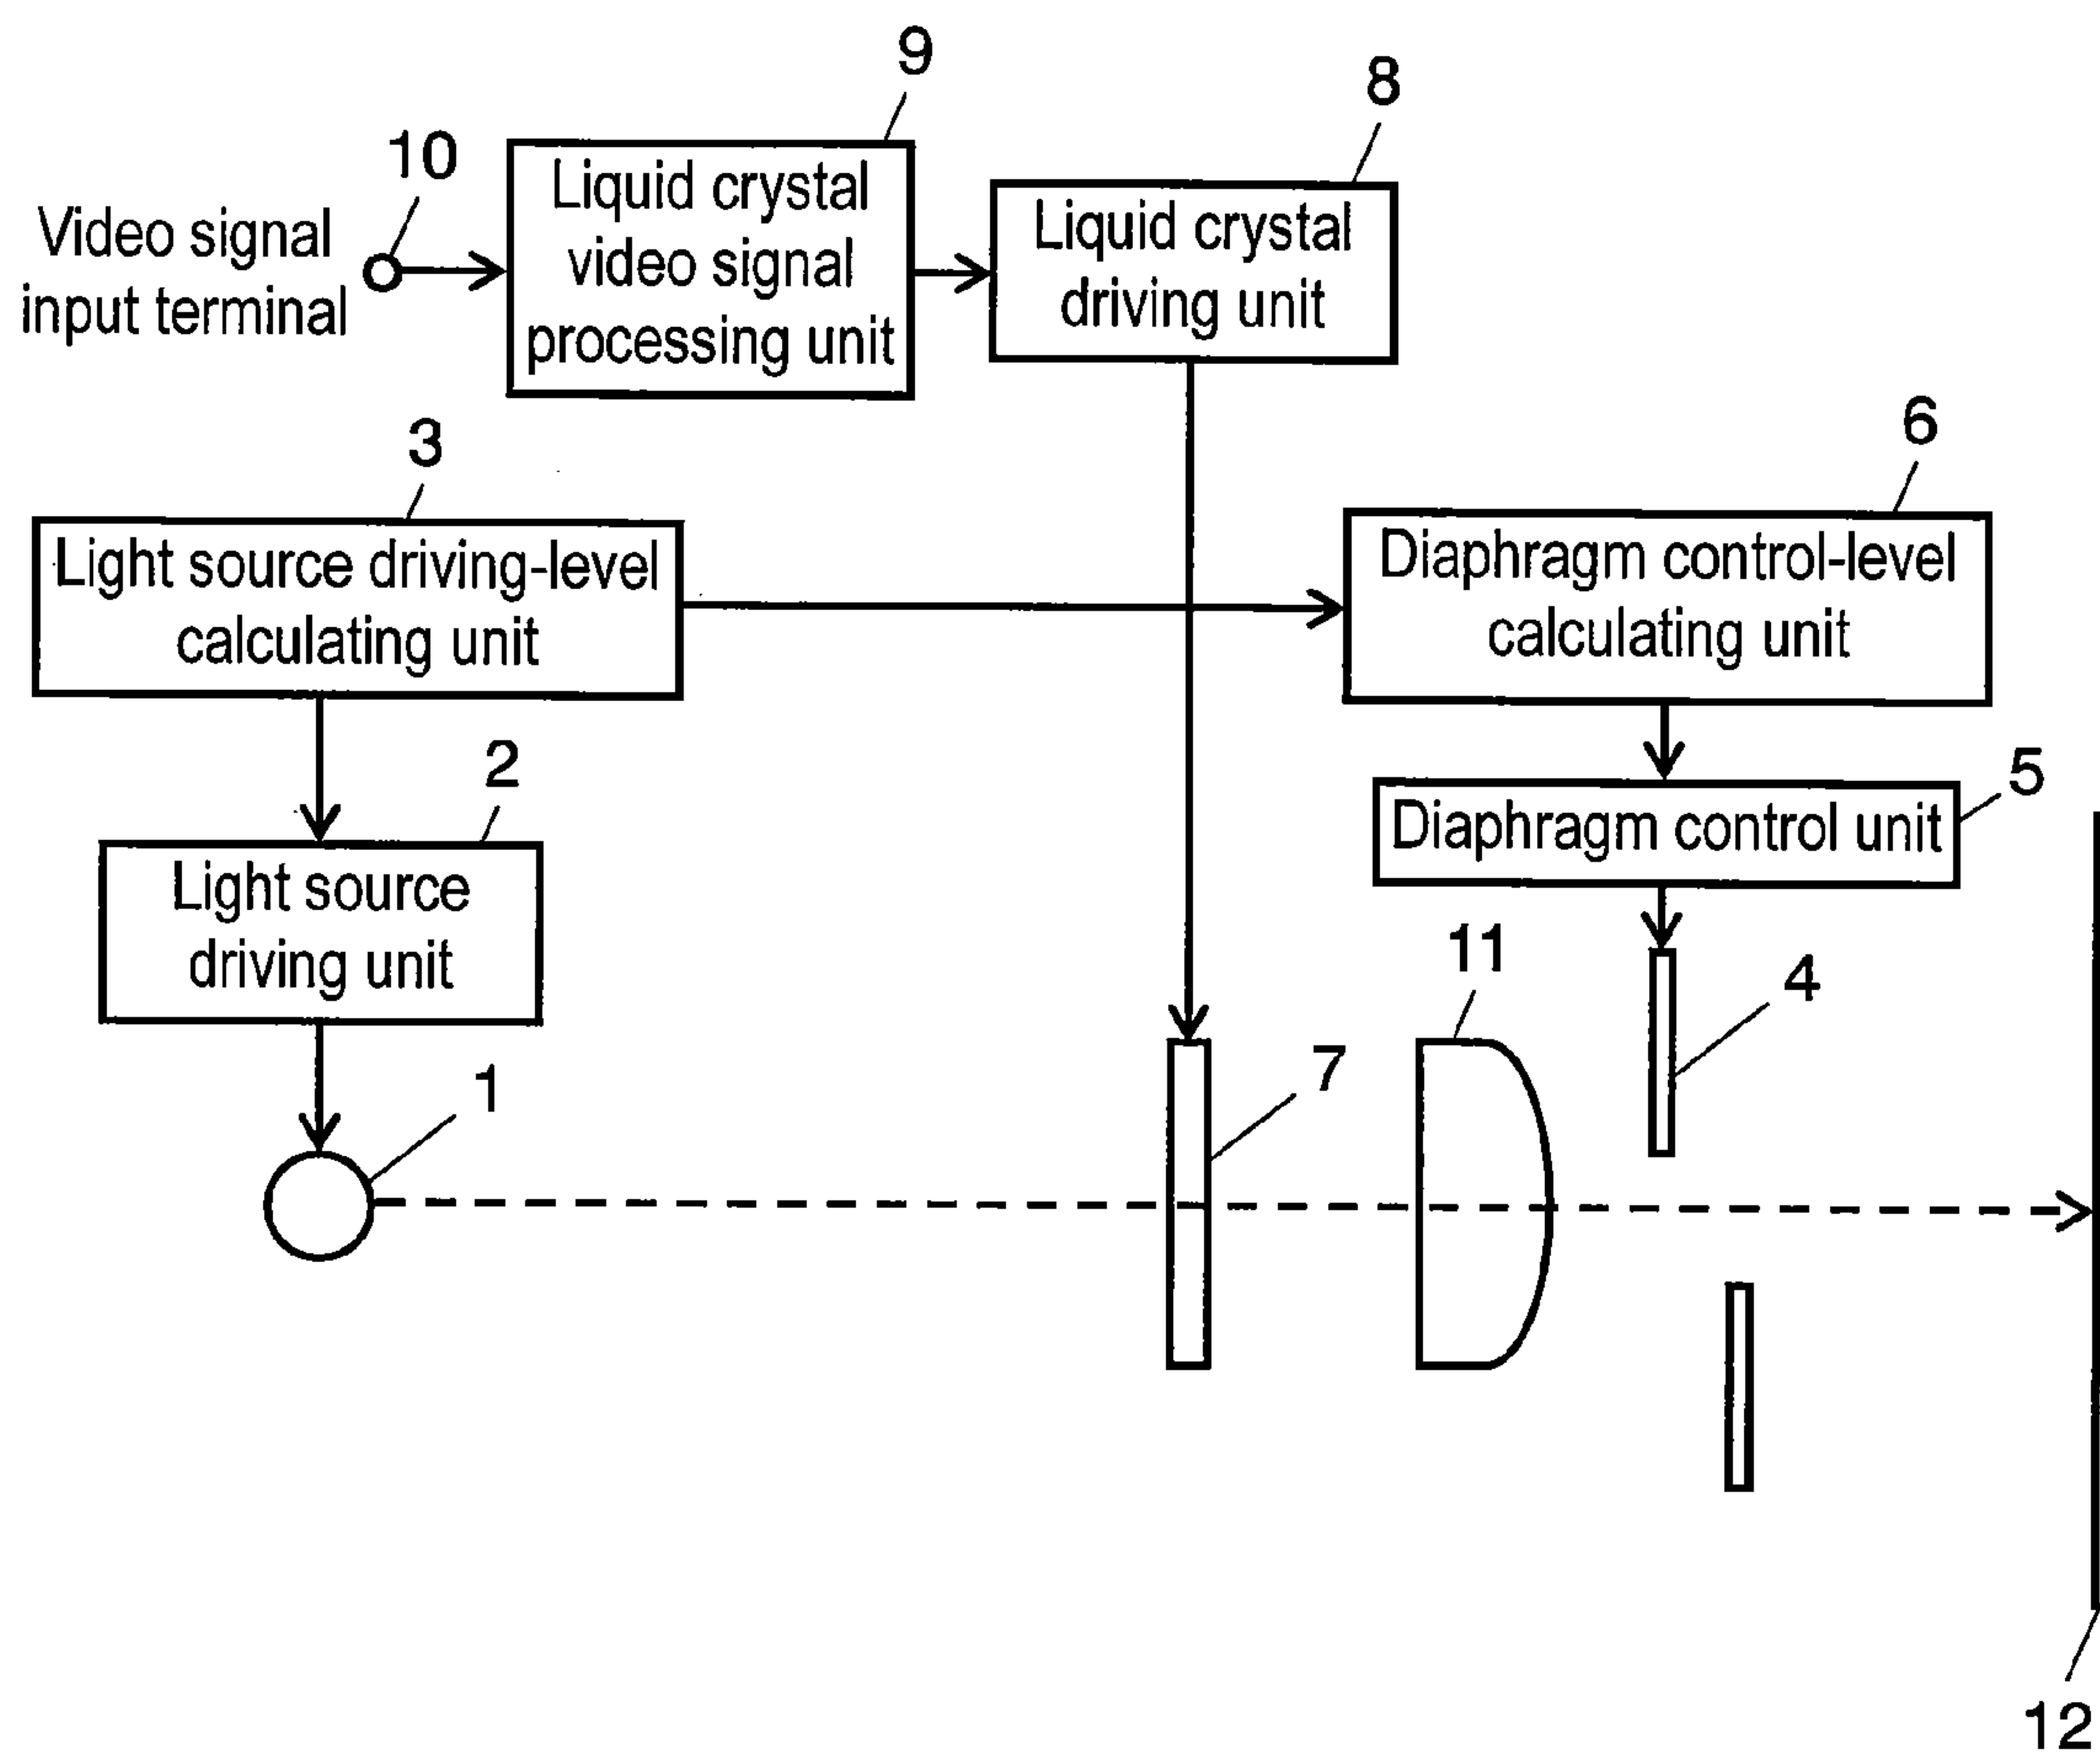 9
8
10
Liquid crystal
video signal
processing unit
Video signal
input terminal
Liquid crystal
driving unit
3
6
Light source driving-level
calculating unit
Diaphragm control-level
calculating unit
2
5
Diaphragm control unit
Light source
driving unit
11
4
1
7
12